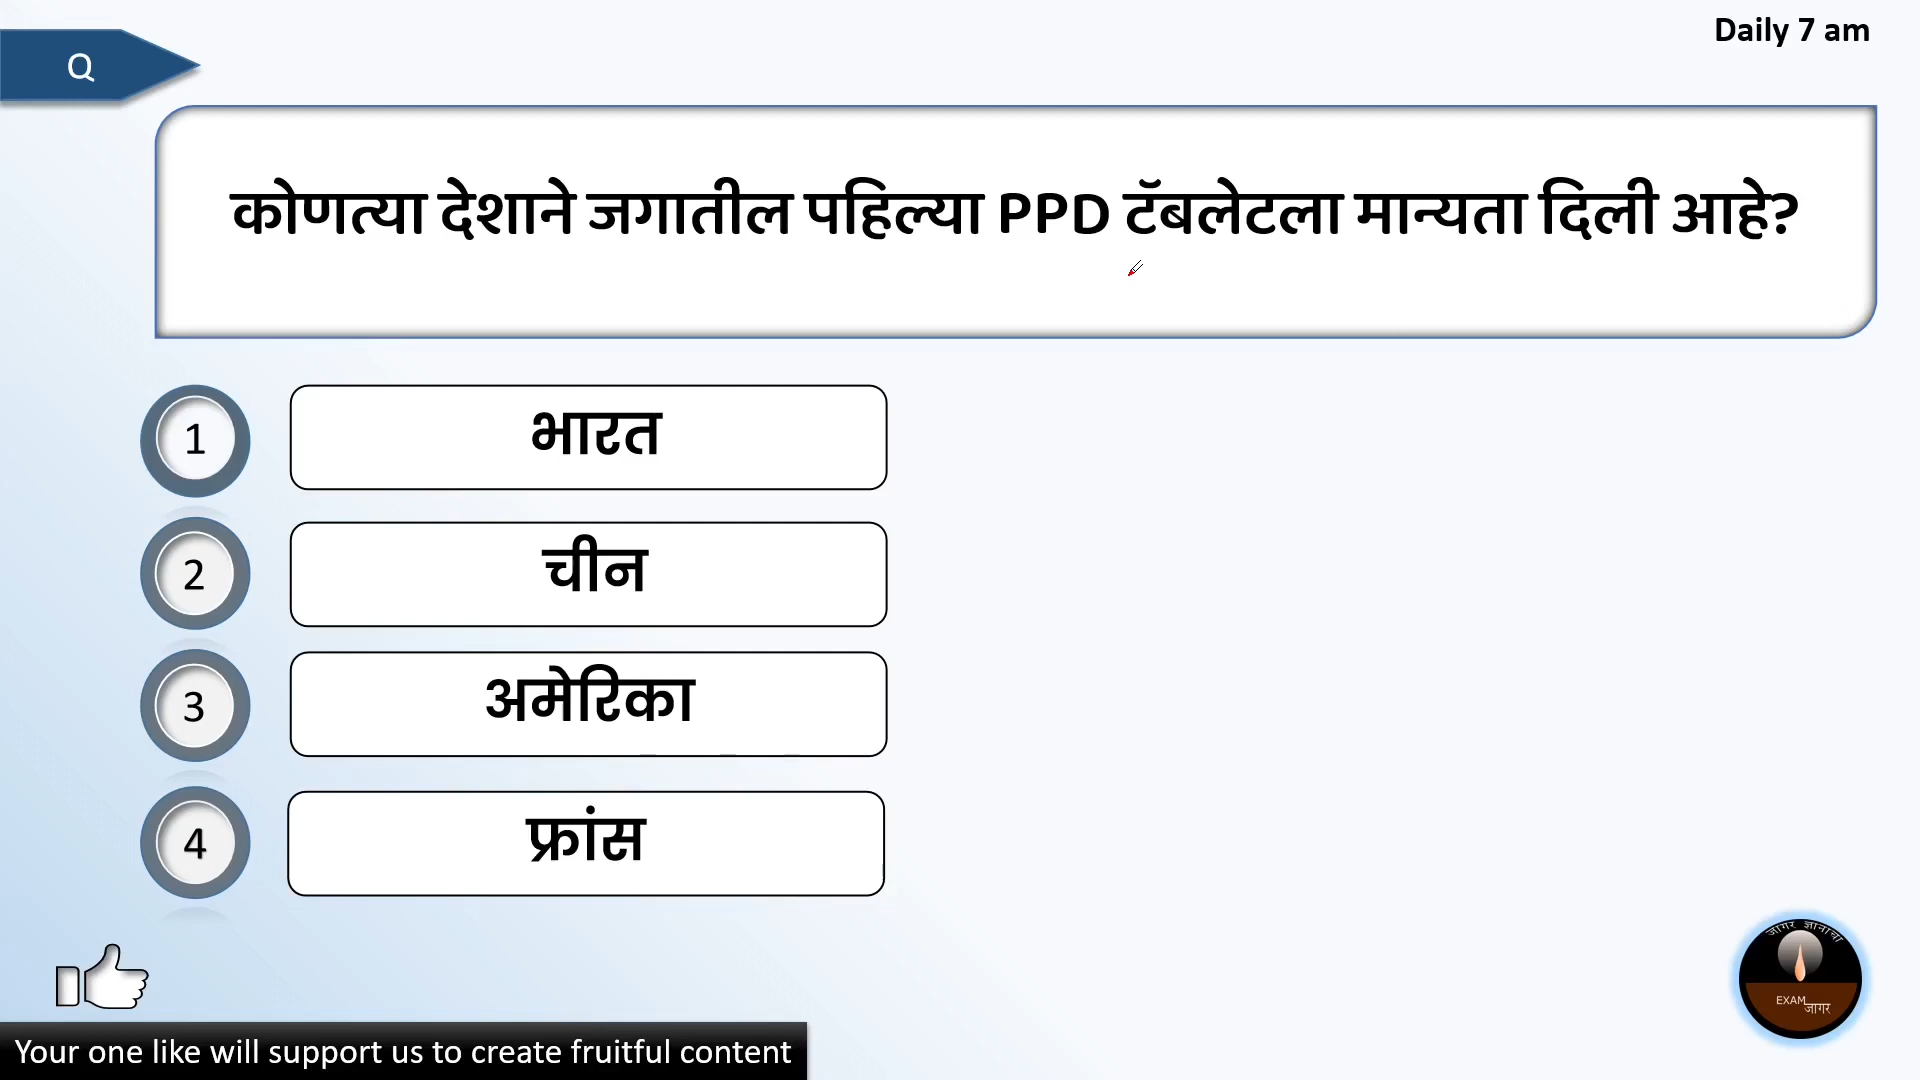 Daily 7 am
Q
कोणत्या देशाने जगातील पहिल्या PPD टॅबलेटला मान्यता दिली आहे?
1
भारत
2
चीन
3
अमेरिका
4
फ्रांस
जागर ज्ञानाचा
EXAM
जागर
Your one like will support us to create fruitful content